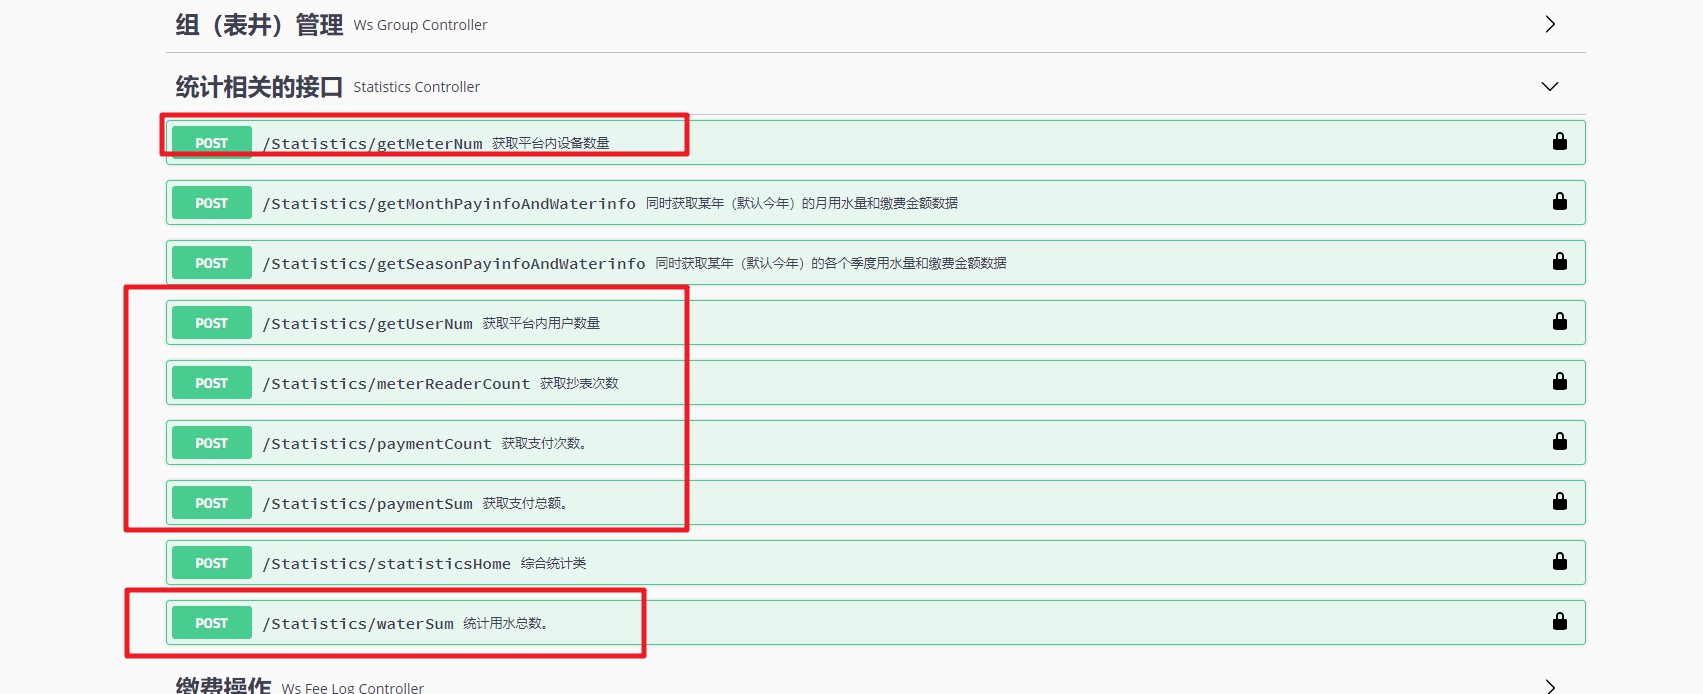 组（表井）管理 Ws Group Controller
统计相关的接口 Statistics Controller
POST /Statistics/getMeterNum 获取平台内设备数量
POST /Statistics/getMonthPayinfoAndWaterinfo 同时获取某年（默认今年）的月用水量和缴费金额数据
POST /Statistics/getSeasonPayinfoAndWaterinfo 同时获取某年（默认今年）的各个季度用水量和缴费金额数据
POST /Statistics/getUserNum 获取平台内用户数量
POST /Statistics/meterReaderCount 获取抄表次数
POST /Statistics/paymentCount 获取支付次数。
POST /Statistics/paymentSum 获取支付总额。
POST /Statistics/statisticsHome 综合统计类
POST /Statistics/waterSum 统计用水总数。
缴费操作 Ws Fee Log Controller